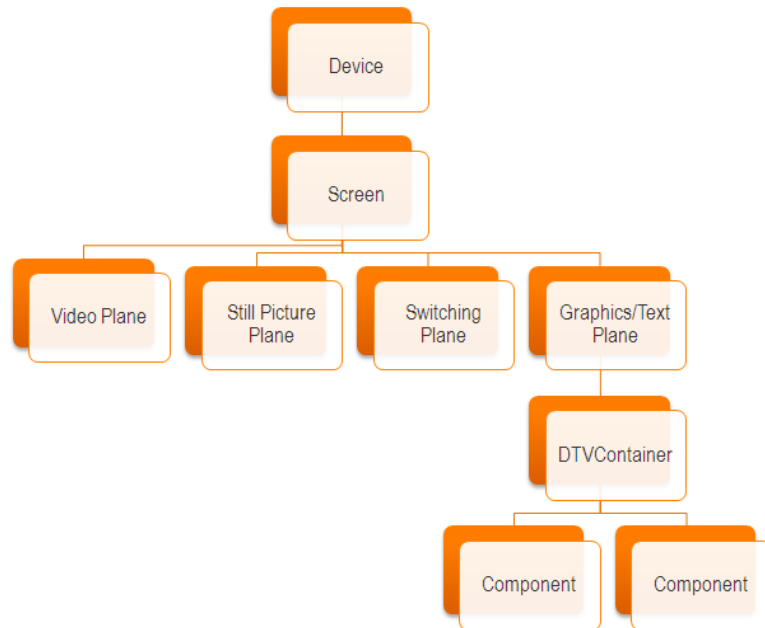 Device
Screen
Video Plane
Still Picture
Plane
Switching
Plane
Graphics/Text
Plane
DTVContainer
Component
Component